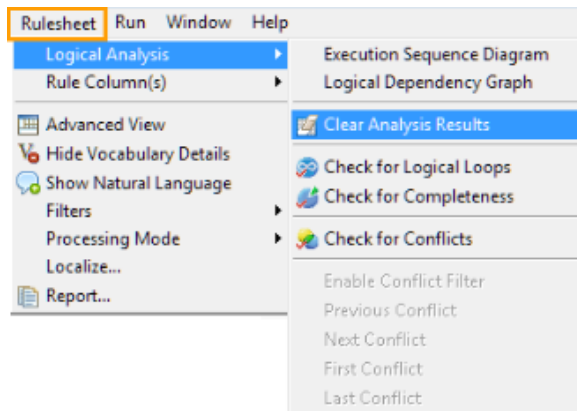 Rulesheet Run Window Help
Logical Analysis
Rule Column(s)
Advanced View
Hide Vocabulary Details
Show Natural Language
Filters
Processing Mode
Localize...
Report...
Execution Sequence Diagram
Logical Dependency Graph
Clear Analysis Results
Check for Logical Loops
Check for Completeness
Check for Conflicts
Enable Conflict Filter
Previous Conflict
Next Conflict
First Conflict
Last Conflict